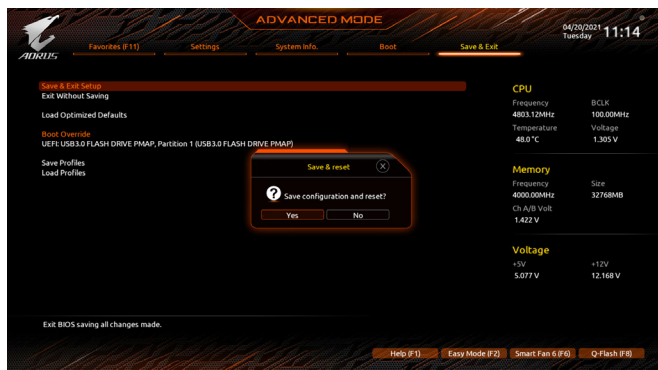 ADVANCED MODE
04/20/2021
Tuesday
11:14
AORUS
Favorites (F11)
Settings
System Info.
Boot
Save & Exit
Save & Exit Setup
Exit Without Saving
Load Optimized Defaults
Boot Override
UEFI: USB3.0 FLASH DRIVE PMAP, Partition 1 (USB3.0 FLASH DRIVE PMAP)
Save Profiles
Load Profiles
Save & reset
Save configuration and reset?
Yes
No
CPU
Frequency
BCLK
4803.12MHz
100.00MHz
Temperature
Voltage
48.0 °C
1.305 V
Memory
Frequency
Size
4000.00MHz
32768MB
Ch A/B Volt
1.422 V
Voltage
+5V
+12V
5.077 V
12.168 V
Exit BIOS saving all changes made.
Help (F1)
Easy Mode (F2)
Smart Fan 6 (F6)
Q-Flash (F8)